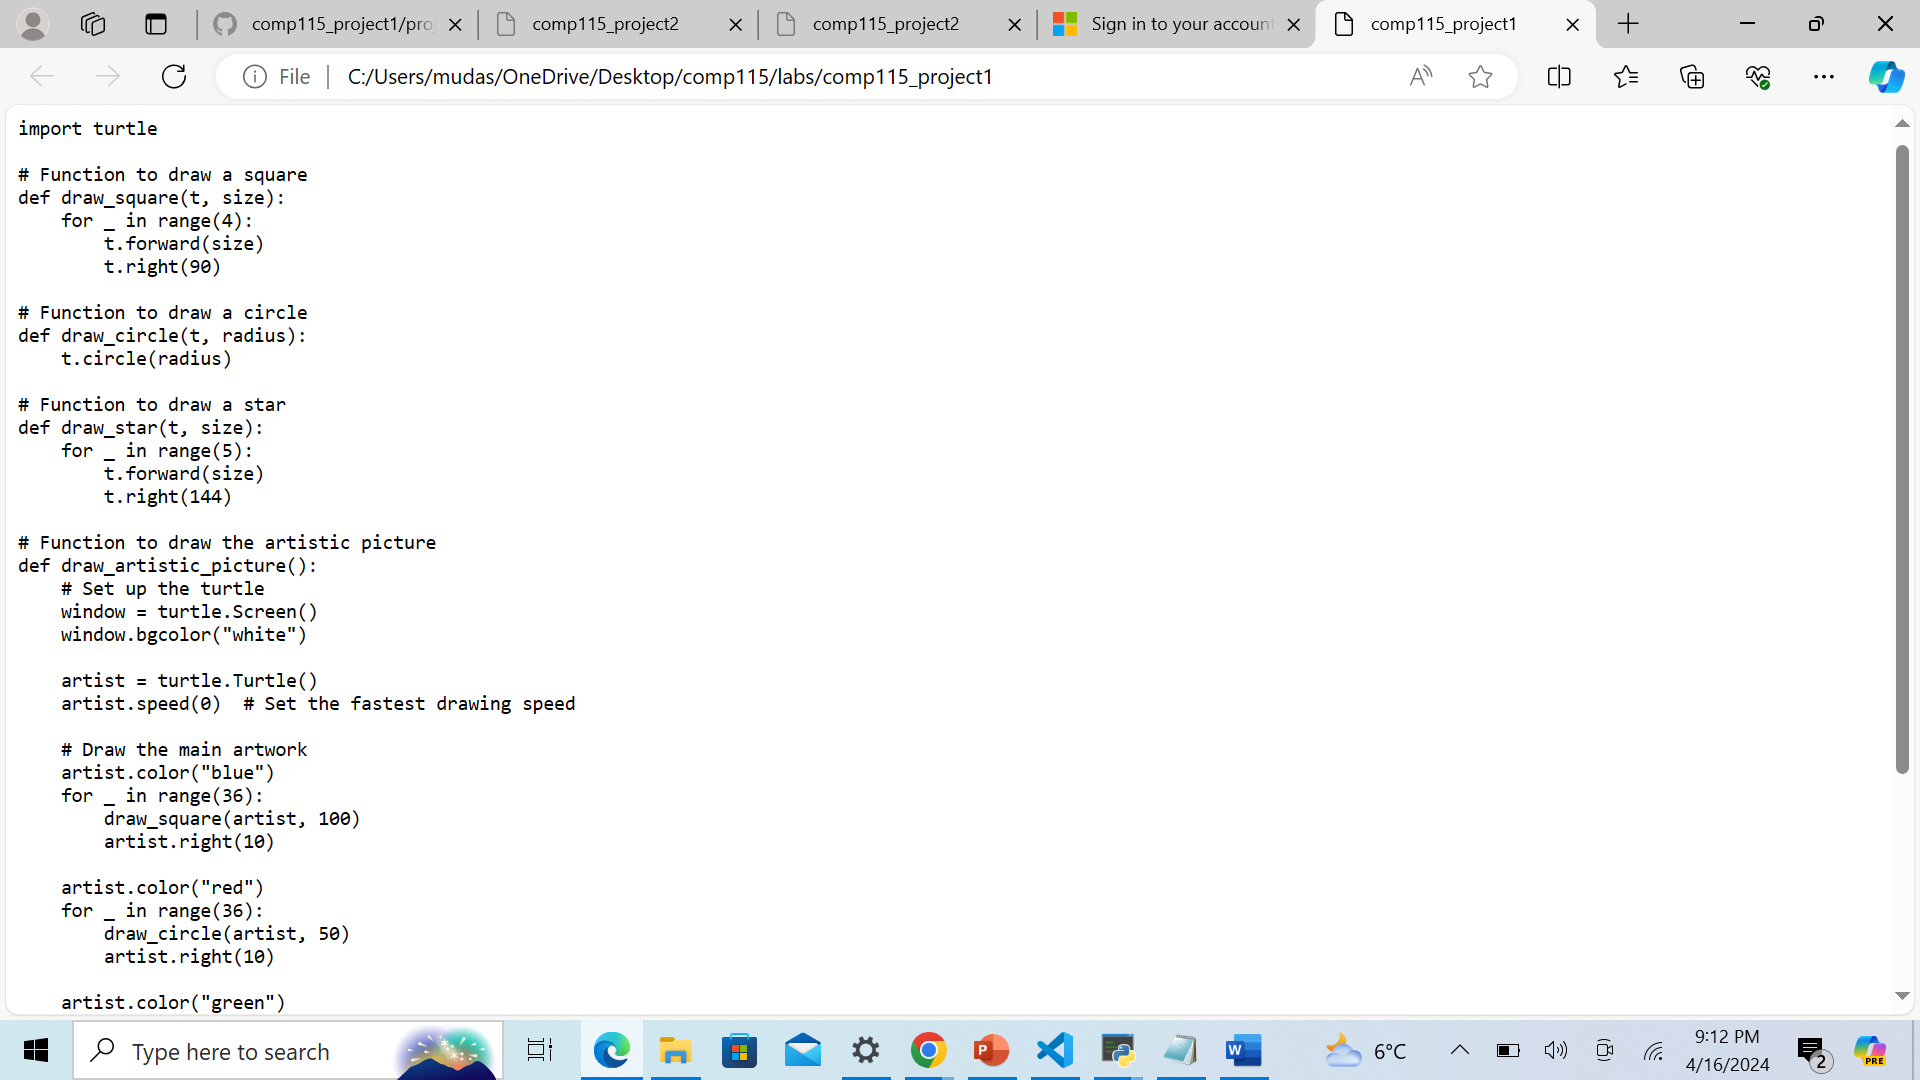 comp115_project1/pro
comp115_project2
comp115_project2
Sign in to your account
comp115_project1
File
C:/Users/mudas/OneDrive/Desktop/comp115/labs/comp115_project1
import turtle
# Function to draw a square
def draw_square(t, size):
    for _ in range(4):
        t.forward(size)
        t.right(90)
# Function to draw a circle
def draw_circle(t, radius):
    t.circle(radius)
# Function to draw a star
def draw_star(t, size):
    for _ in range(5):
        t.forward(size)
        t.right(144)
# Function to draw the artistic picture
def draw_artistic_picture():
    # Set up the turtle
    window = turtle.Screen()
    window.bgcolor("white")
    artist = turtle.Turtle()
    artist.speed(0)  # Set the fastest drawing speed
    # Draw the main artwork
    artist.color("blue")
    for _ in range(36):
        draw_square(artist, 100)
        artist.right(10)
    artist.color("red")
    for _ in range(36):
        draw_circle(artist, 50)
        artist.right(10)
    artist.color("green")
Type here to search
6°C
9:12 PM
4/16/2024
2
PRE